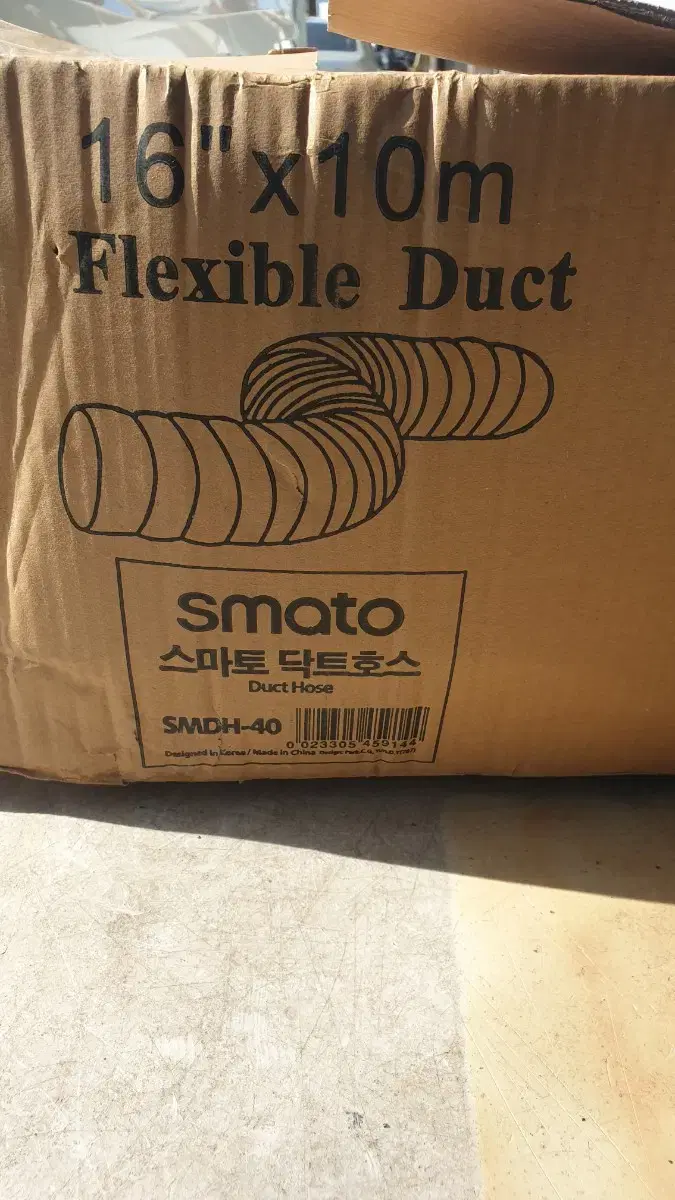 16"x10m
Flexible Duct
smato
스마토 닥트호스
Duct Hose
SMDH-40
0 023305 459144
Designed in Korea / Made in China